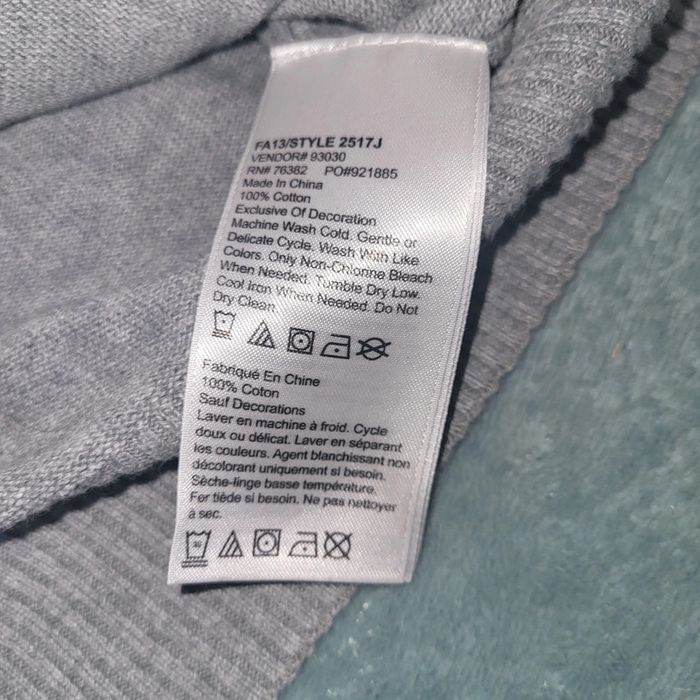 FA13/STYLE 2517J
VENDOR# 93030
RN# 76382 PO#921885
Made In China
100% Cotton
Exclusive Of Decoration
Machine Wash Cold. Gentle or
Delicate Cycle. Wash With Like
Colors. Only Non-Chlorine Bleach
When Needed. Tumble Dry Low.
Cool Iron When Needed. Do Not
Dry Clean.
Fabriqué En Chine
100% Coton
Sauf Decorations
Laver en machine à froid. Cycle
doux ou délicat. Laver en séparant
les couleurs. Agent blanchissant non
décolorant uniquement si besoin.
Sèche-linge basse température.
Fer tiède si besoin. Ne pas nettoyer
à sec.